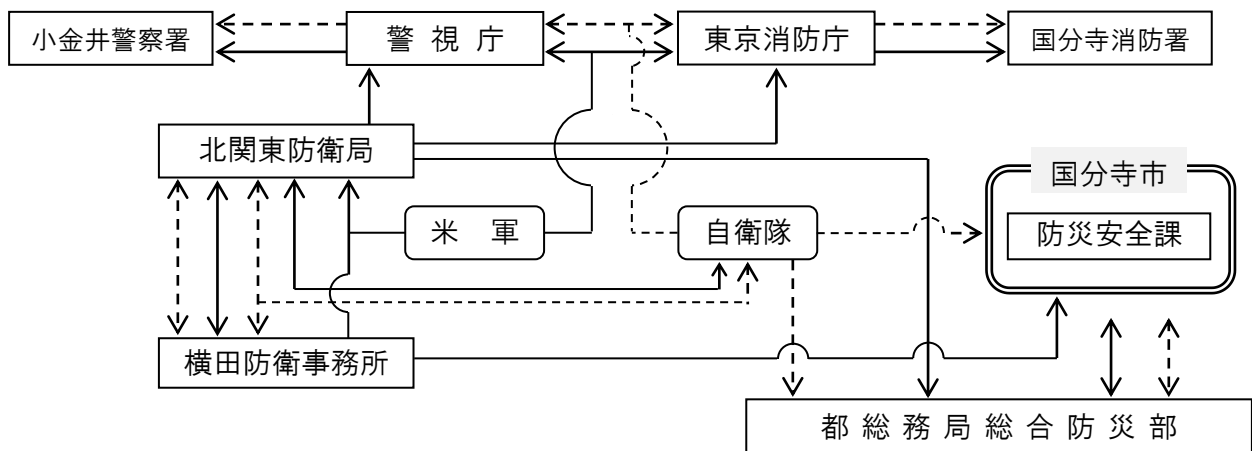 小金井警察署
警視庁
東京消防庁
国分寺消防署
北関東防衛局
国分寺市
米軍
自衛隊
防災安全課
横田防衛事務所
都総務局総合防災部